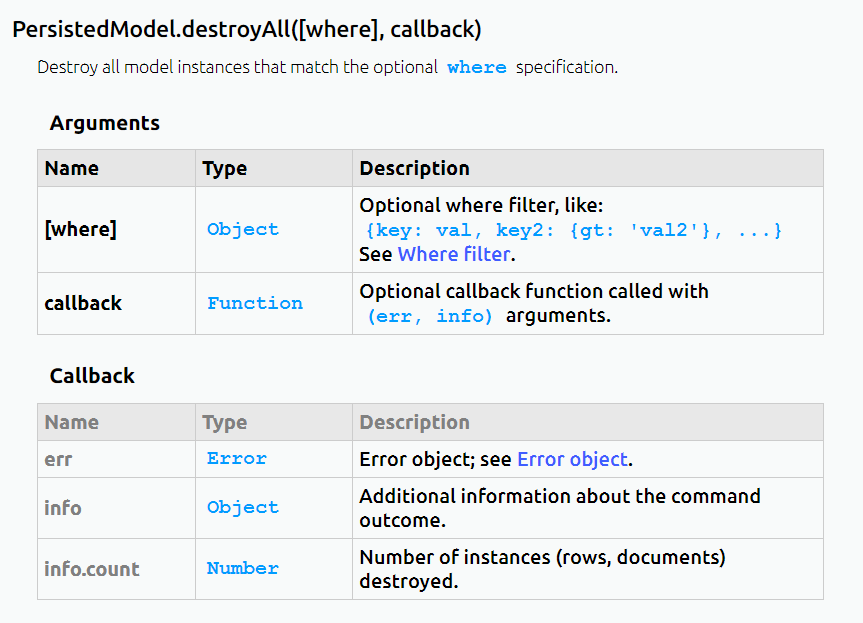 PersistedModel.destroyAll([where], callback)
Destroy all model instances that match the optional where specification.
Arguments
Name Type Description
[where] Object Optional where filter, like:
{key: val, key2: {gt: 'val2'}, ...}
See Where filter.
callback Function Optional callback function called with
(err, info) arguments.
Callback
Name Type Description
err Error Error object; see Error object.
info Object Additional information about the command
outcome.
info.count Number Number of instances (rows, documents)
destroyed.